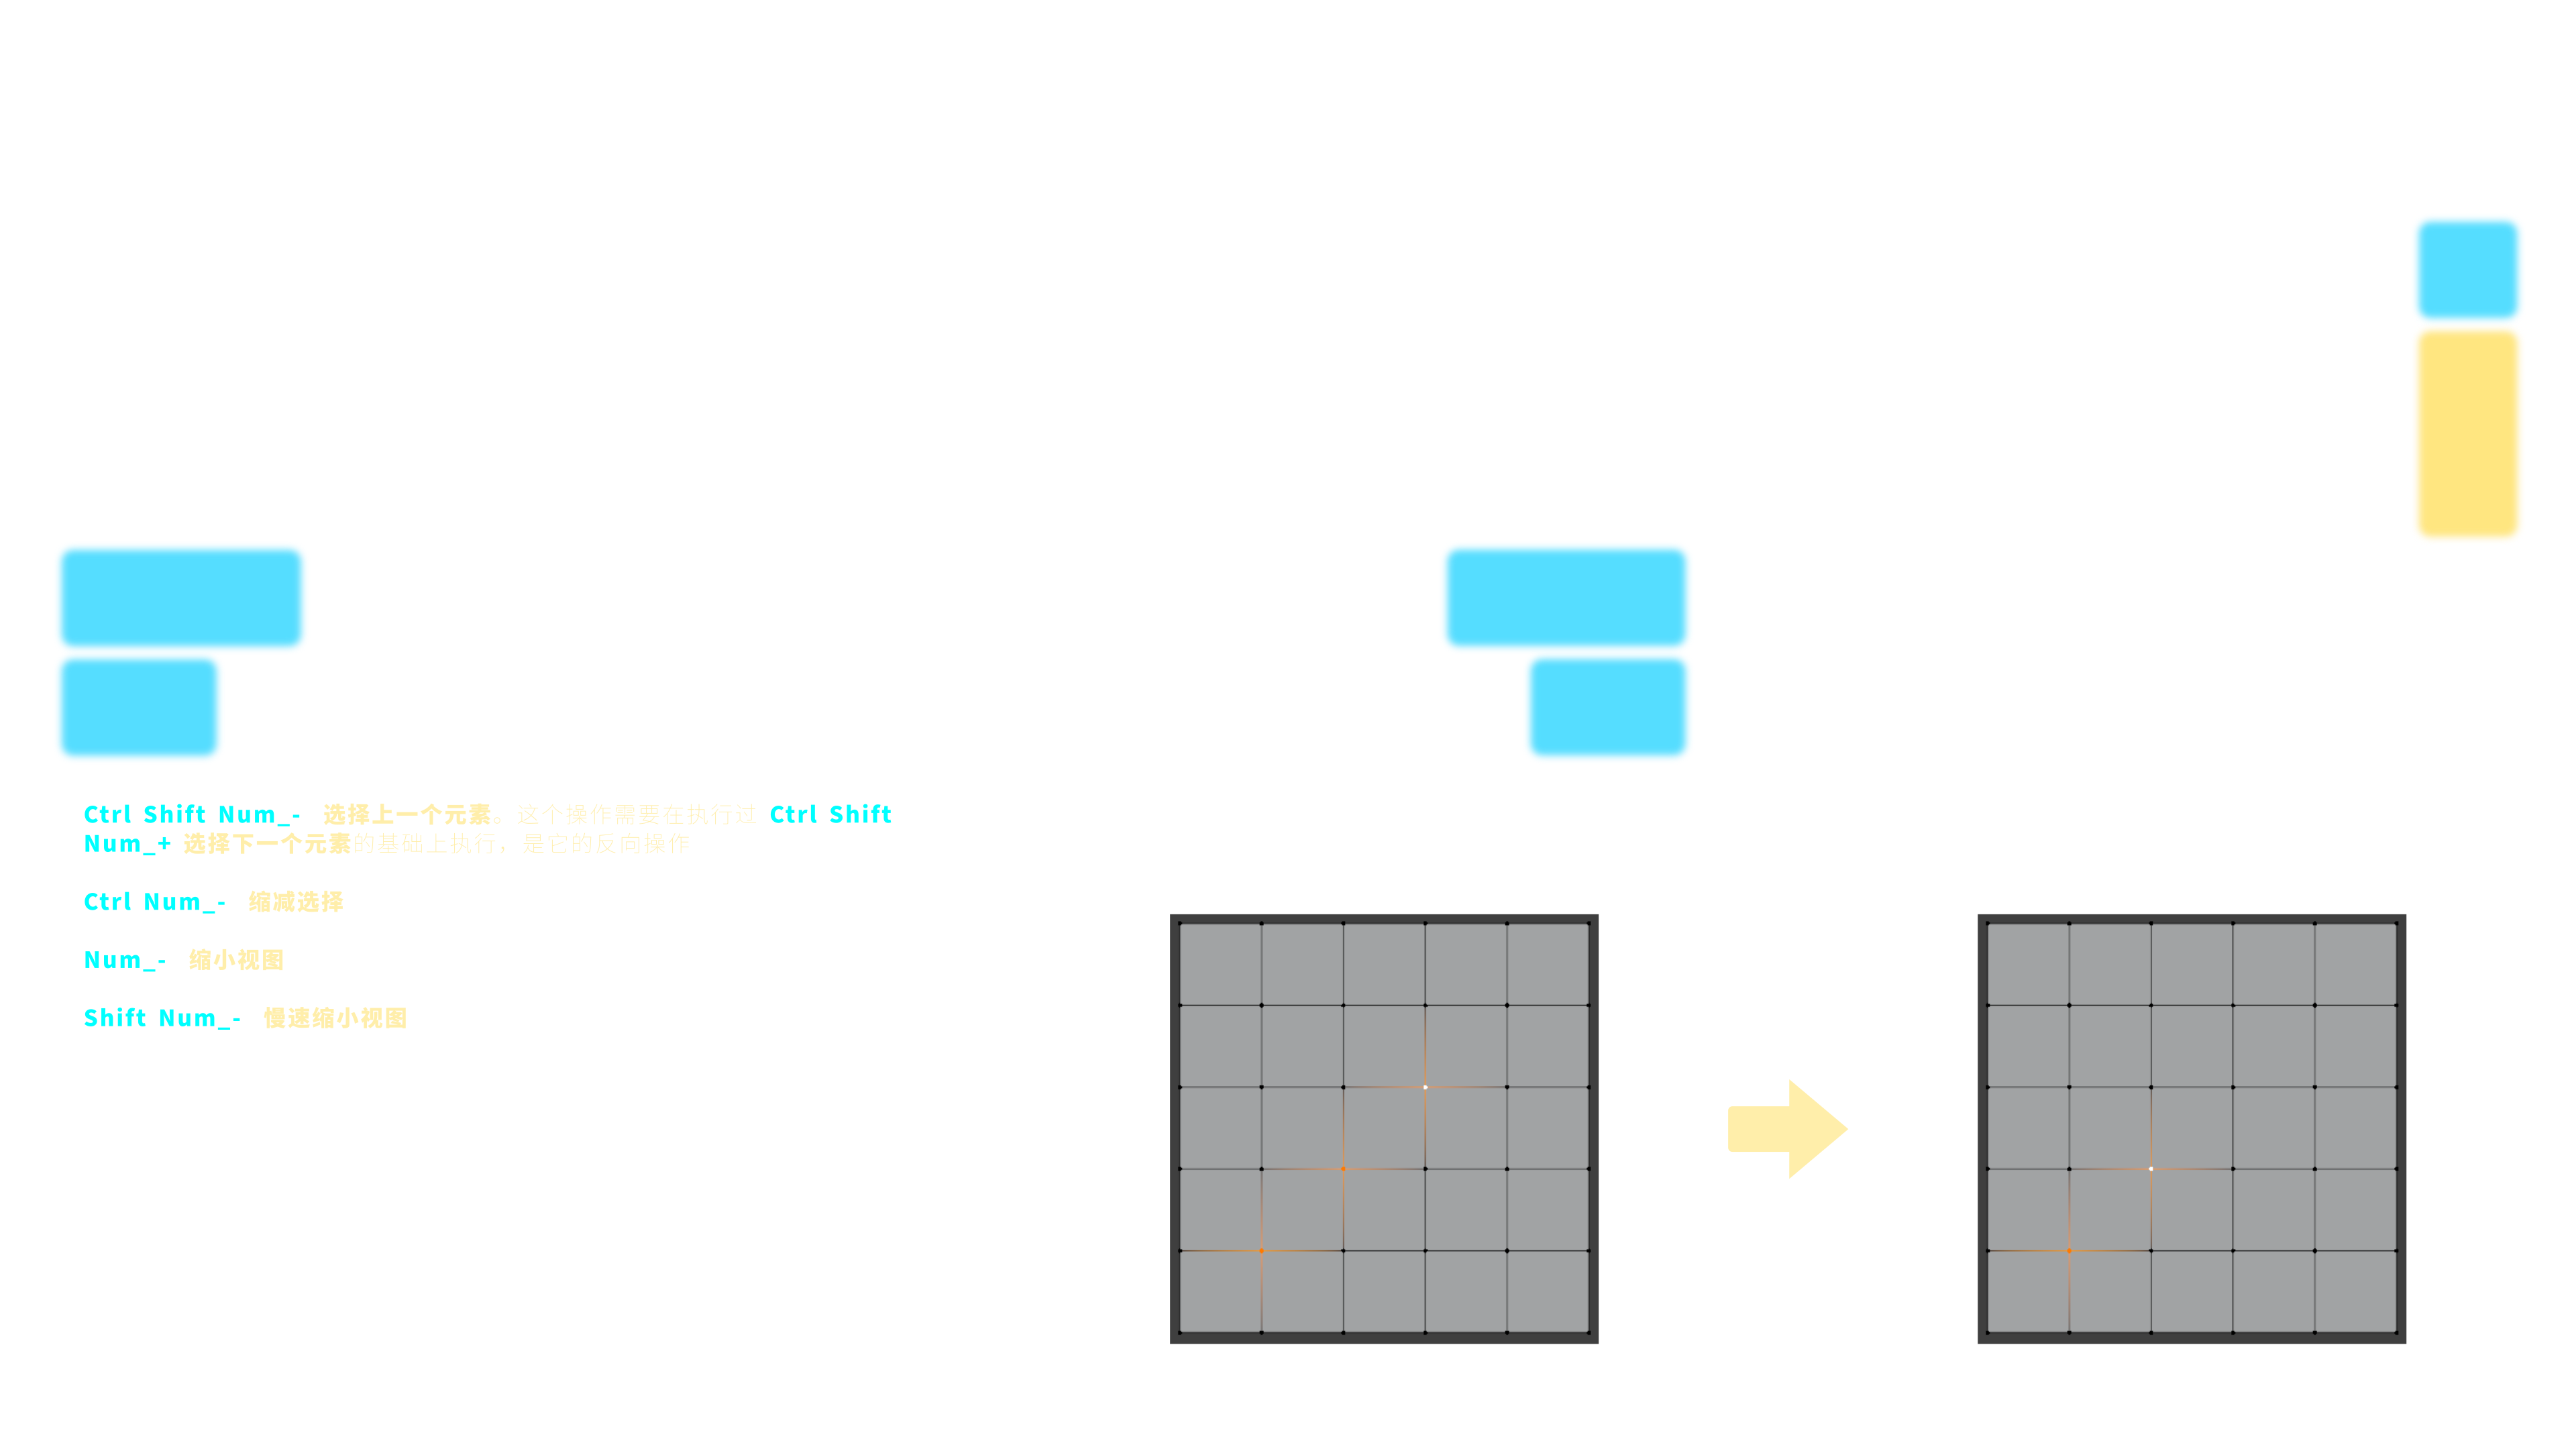 Ctrl Shift Num_- 选择上一个元素。这个操作需要在执行过 Ctrl Shift
Num_+ 选择下一个元素的基础上执行，是它的反向操作
Ctrl Num_- 缩减选择
Num_- 缩小视图
Shift Num_- 慢速缩小视图